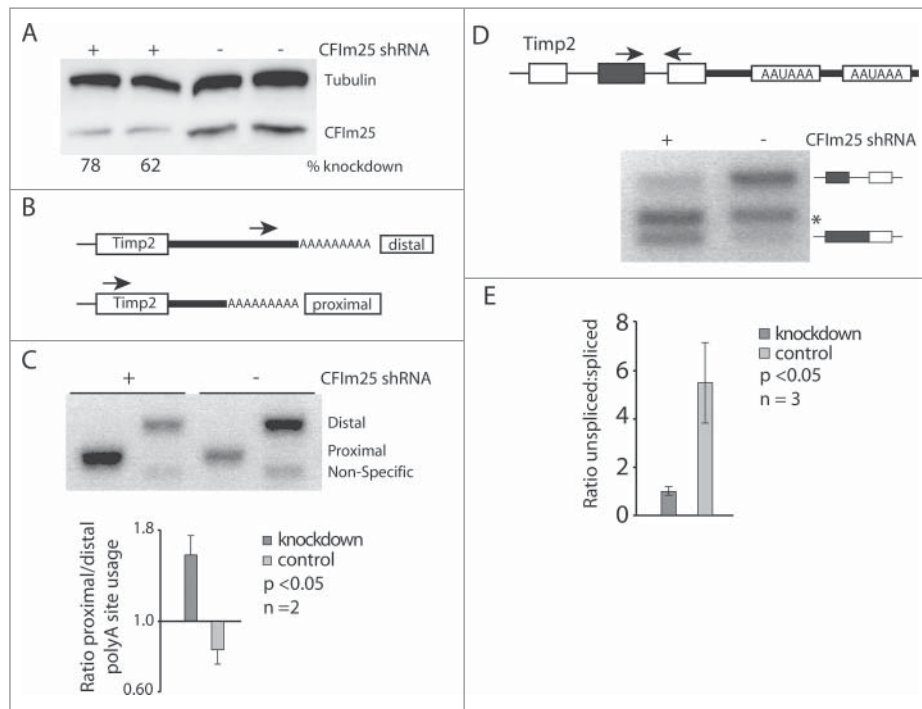 A
+ + - - CFIm25 shRNA
Tubulin
CFIm25
78 62 % knockdown
B
Timp2 AAAAAAAAA distal
Timp2 AAAAAAAAA proximal
C
+ - CFIm25 shRNA
Distal
Proximal
Non-Specific
Ratio proximal/distal
polyA site usage
1.8
1.0
0.60
knockdown
control
p <0.05
n =2
D
Timp2
AAUAAA AAUAAA
+ - CFIm25 shRNA
*
E
Ratio unspliced:spliced
8
6
4
2
0
knockdown
control
p <0.05
n = 3